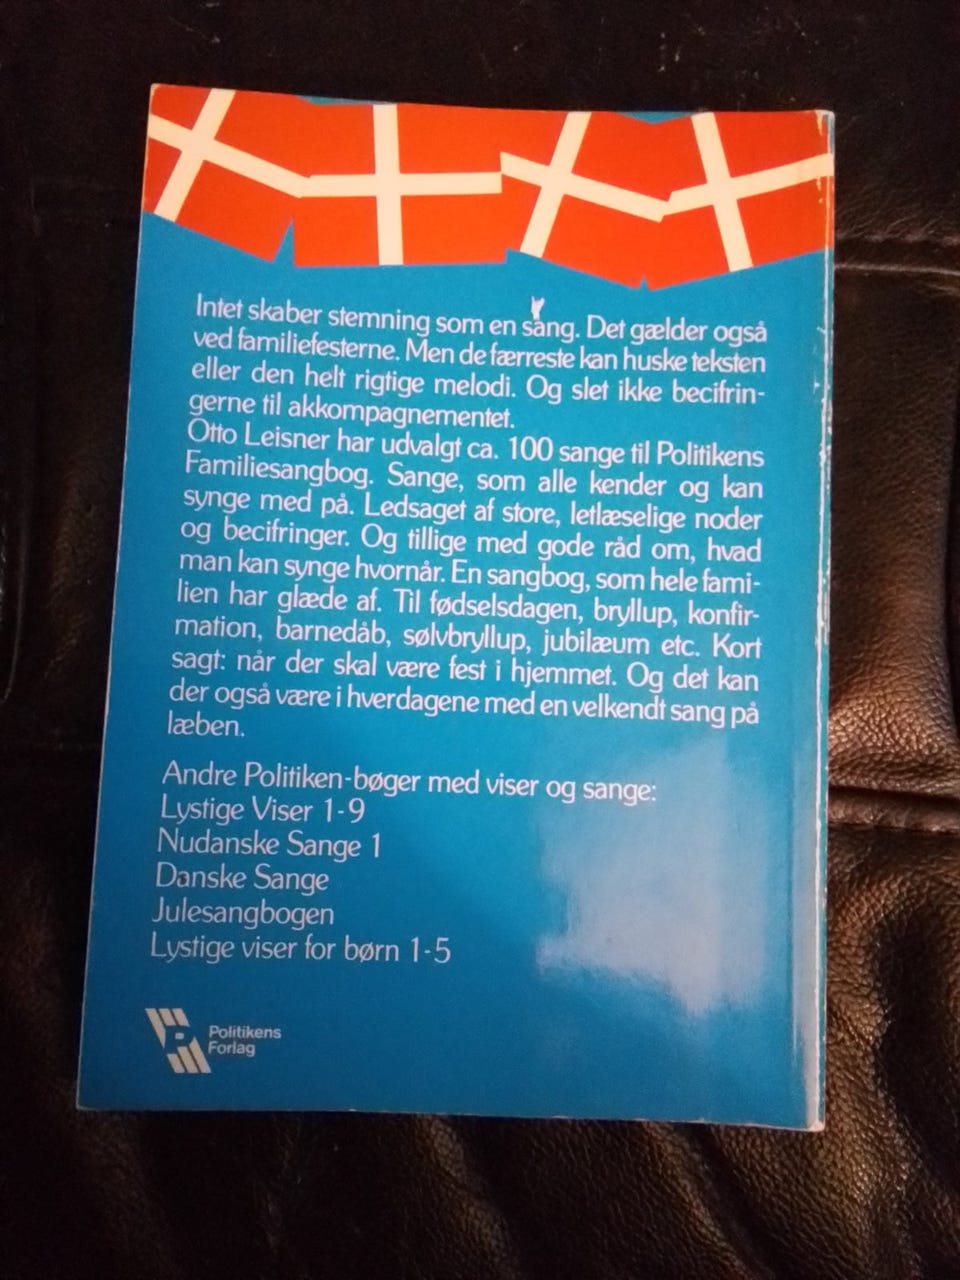 Intet skaber stemning som en sang. Det gælder også
ved familiefesterne. Men de færreste kan huske teksten
eller den helt rigtige melodi. Og slet ikke becifrin-
gerne til akkompagnementet.
Otto Leisner har udvalgt ca. 100 sange til Politikens
Familiesangbog. Sange, som alle kender og kan
synge med på. Ledsaget af store, letlæselige noder
og becifringer. Og tillige med gode råd om, hvad
man kan synge hvornår. En sangbog, som hele fami-
lien har glæde af. Til fødselsdagen, bryllup, konfir-
mation, barnedåb, sølvbryllup, jubilæum etc. Kort
sagt: når der skal være fest i hjemmet. Og det kan
der også være i hverdagene med en velkendt sang på
læben.
Andre Politiken-bøger med viser og sange:
Lystige Viser 1-9
Nudanske Sange 1
Danske Sange
Julesangbogen
Lystige viser for børn 1-5
Politikens
Forlag